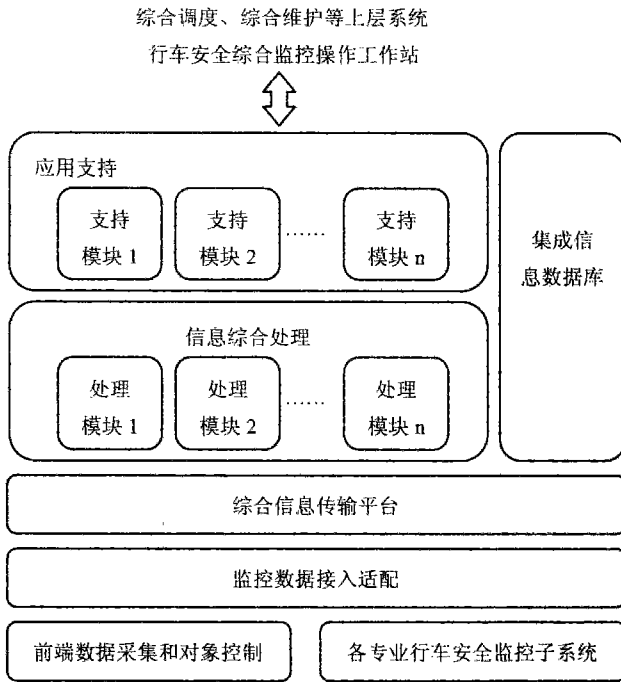 综合调度、综合维护等上层系统
行车安全综合监控操作工作站
应用支持
支持
模块 1
支持
模块 2
……
支持
模块 n
集成信
息数据库
信息综合处理
处理
模块 1
处理
模块 2
……
处理
模块 n
综合信息传输平台
监控数据接入适配
前端数据采集和对象控制
各专业行车安全监控子系统